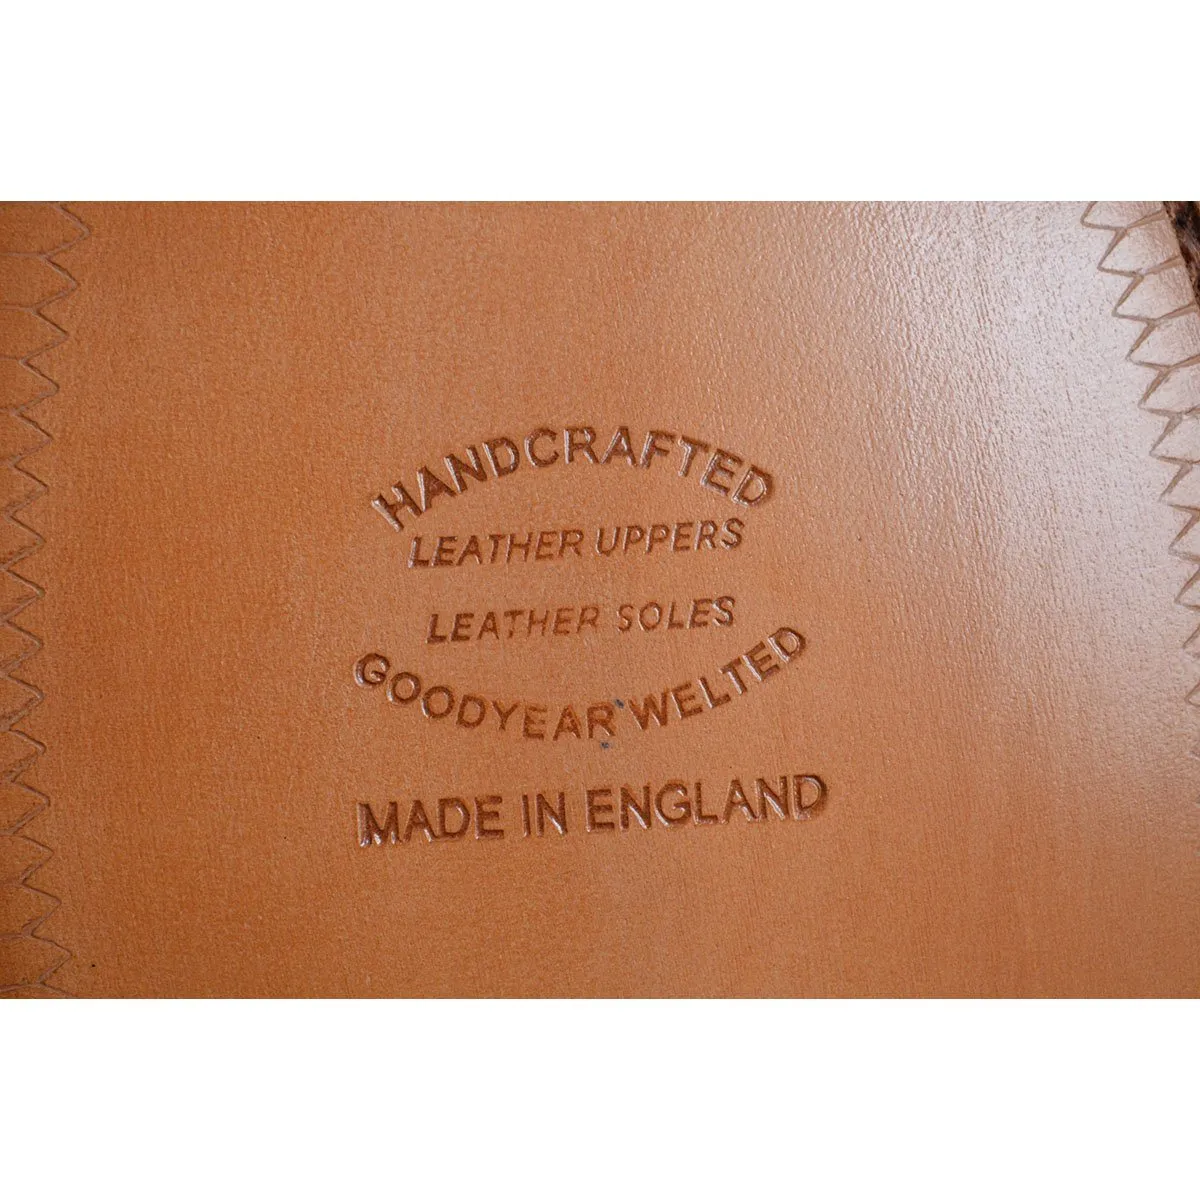 HANDCRAFTED
LEATHER UPPERS
LEATHER SOLES
GOODYEAR WELTED
MADE IN ENGLAND